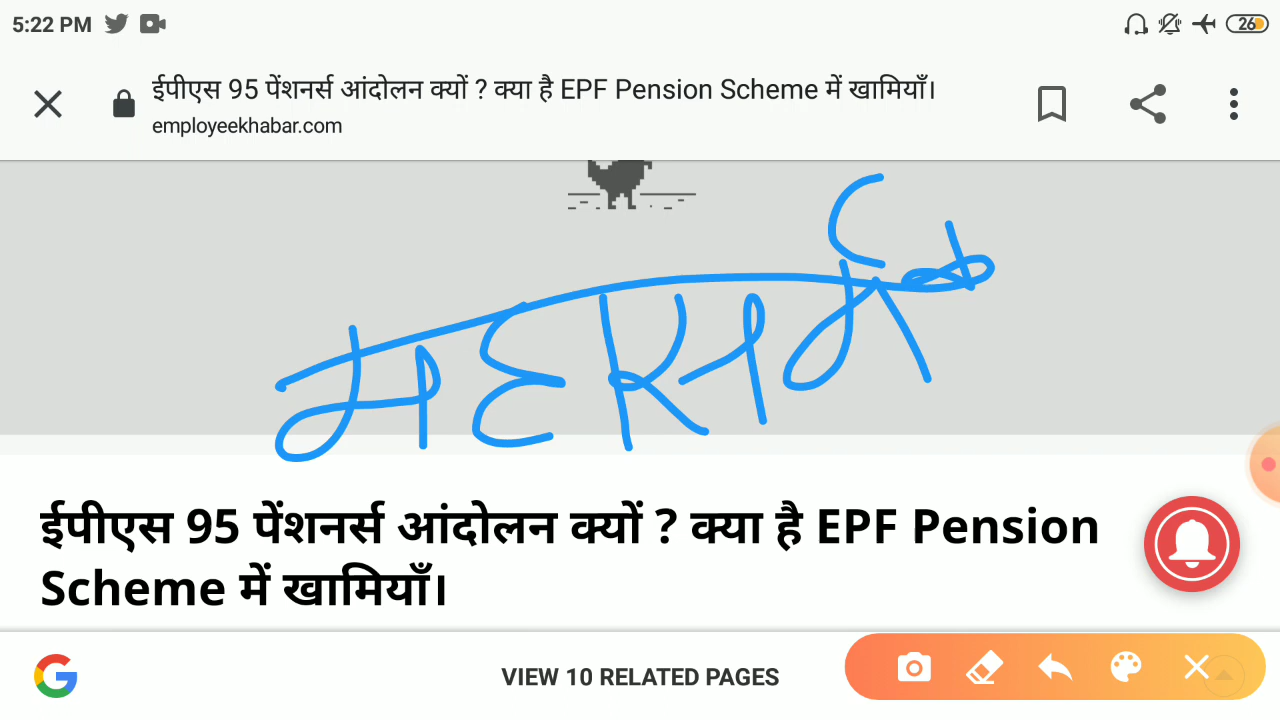 5:22 PM
26
ईपीएस 95 पेंशनर्स आंदोलन क्यों ? क्या है EPF Pension Scheme में खामियाँ।
employeekhabar.com
ईपीएस 95 पेंशनर्स आंदोलन क्यों ? क्या है EPF Pension
Scheme में खामियाँ।
VIEW 10 RELATED PAGES